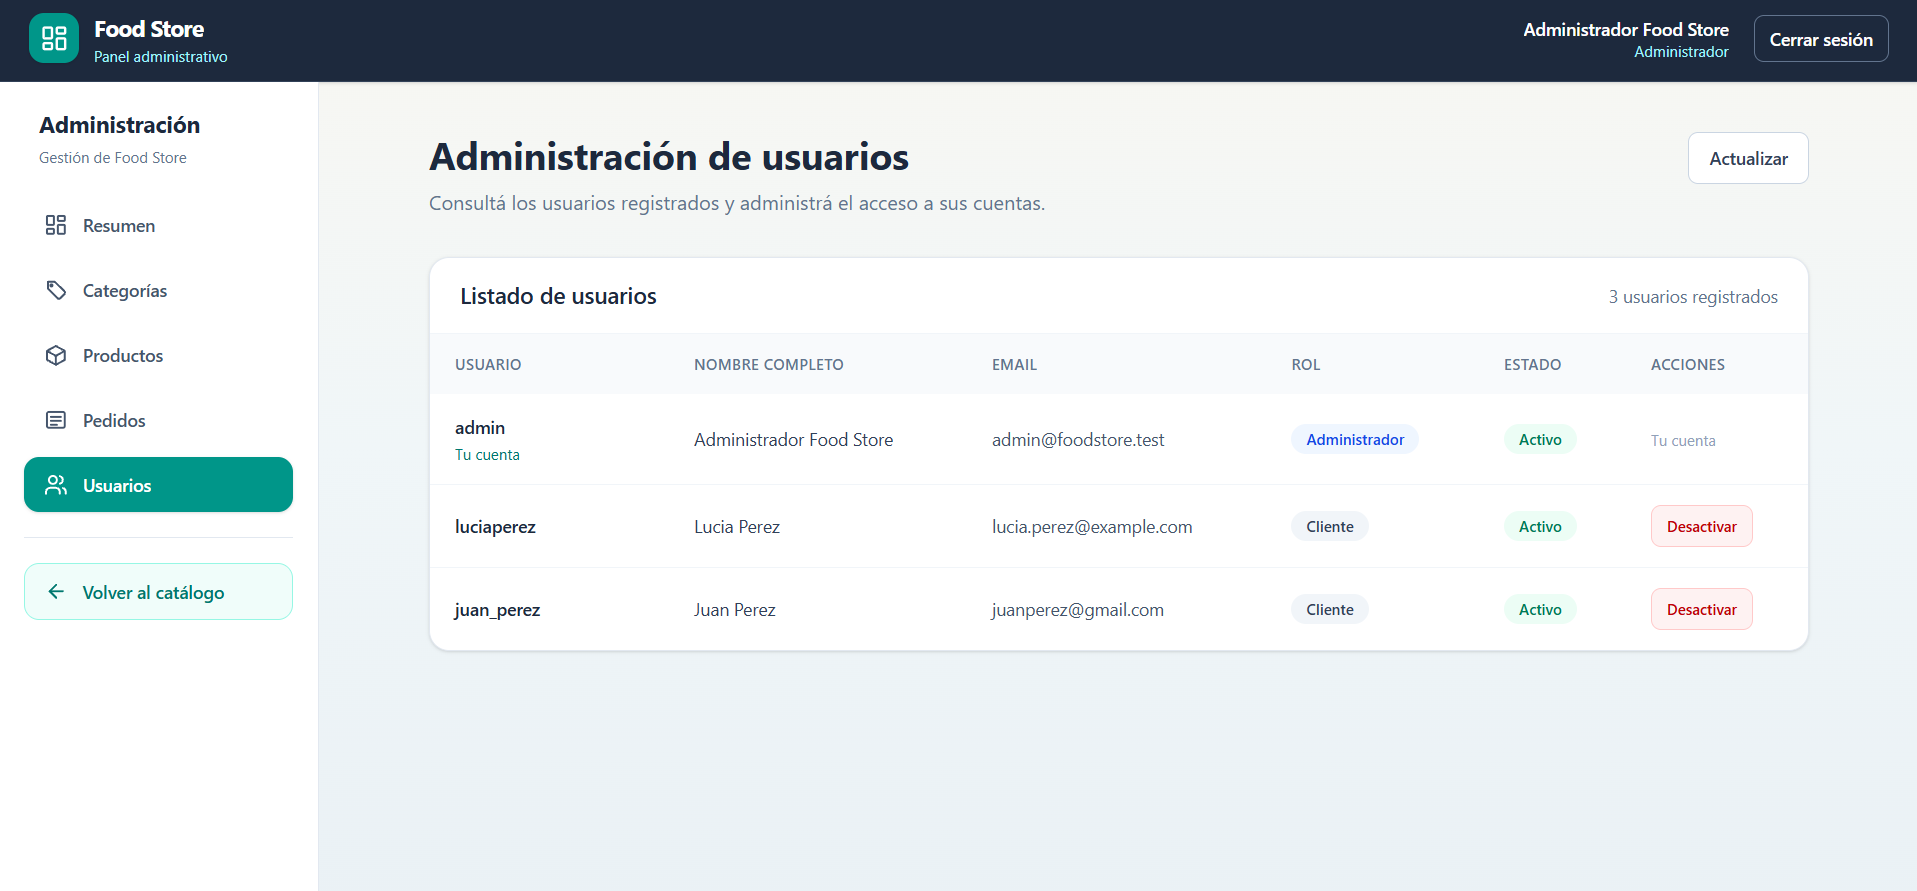 Food Store
Panel administrativo
Administrador Food Store
Administrador
Cerrar sesión
Administración
Gestión de Food Store
Resumen
Categorías
Productos
Pedidos
Usuarios
Volver al catálogo
Administración de usuarios
Consultá los usuarios registrados y administrá el acceso a sus cuentas.
Actualizar
Listado de usuarios
3 usuarios registrados
USUARIO NOMBRE COMPLETO EMAIL ROL ESTADO ACCIONES
admin
Tu cuenta
Administrador Food Store admin@foodstore.test Administrador Activo Tu cuenta
luciaperez Lucia Perez lucia.perez@example.com Cliente Activo Desactivar
juan_perez Juan Perez juanperez@gmail.com Cliente Activo Desactivar